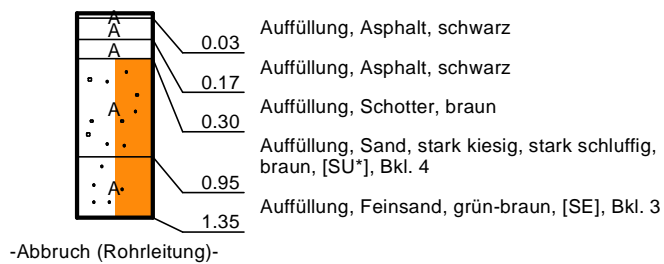 A
A
A
A
A
0.03 Auffüllung, Asphalt, schwarz
0.17 Auffüllung, Asphalt, schwarz
0.30 Auffüllung, Schotter, braun
Auffüllung, Sand, stark kiesig, stark schluffig,
0.95 braun, [SU*], Bkl. 4
1.35 Auffüllung, Feinsand, grün-braun, [SE], Bkl. 3
-Abbruch (Rohrleitung)-